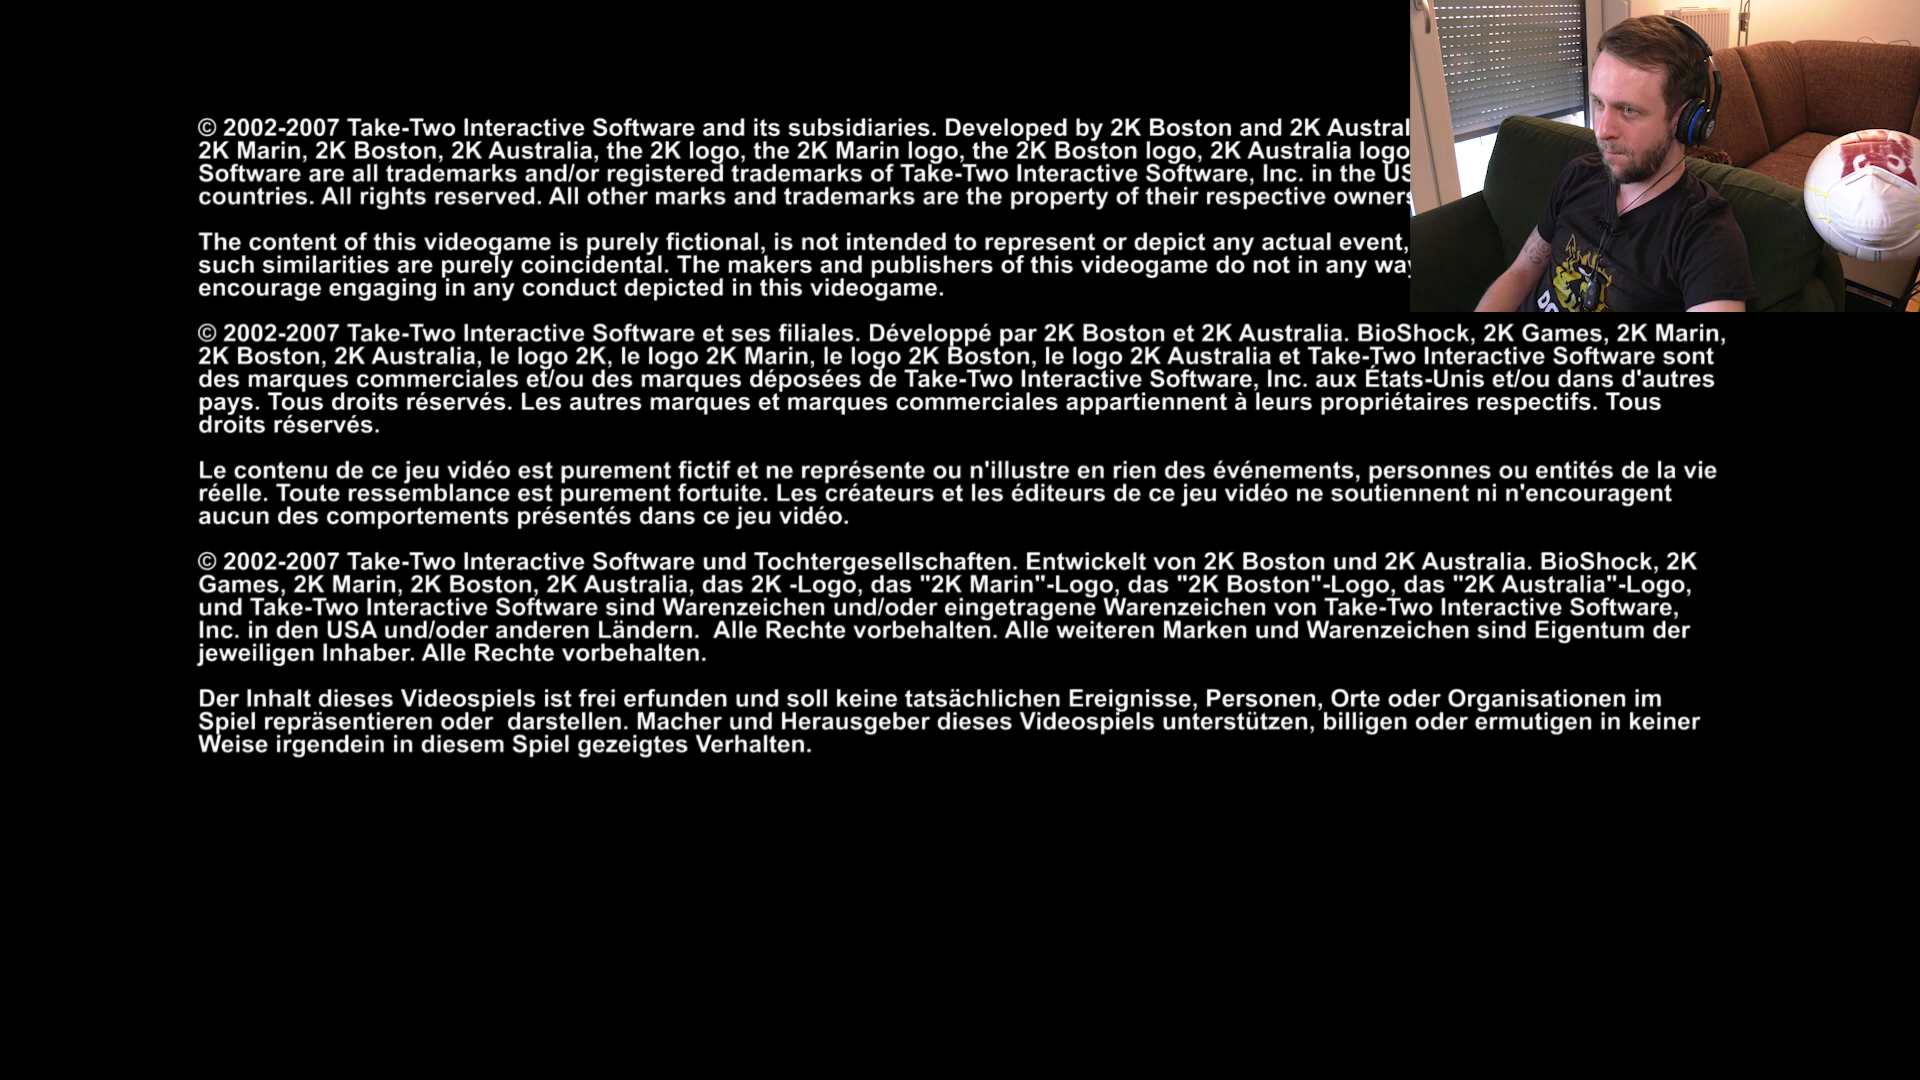 © 2002-2007 Take-Two Interactive Software and its subsidiaries. Developed by 2K Boston and 2K
2K Marin, 2K Boston, 2K Australia, the 2K logo, the 2K Marin logo, the 2K Boston logo, 2K Australia logo
Software are all trademarks and/or registered trademarks of Take-Two Interactive Software, Inc. in the
countries. All rights reserved. All other marks and trademarks are the property of their respective
The content of this videogame is purely fictional, is not intended to represent or depict any actual event,
such similarities are purely coincidental. The makers and publishers of this videogame do not in any
encourage engaging in any conduct depicted in this videogame.
© 2002-2007 Take-Two Interactive Software et ses filiales. Développé par 2K Boston et 2K Australia. BioShock, 2K Games, 2K Marin,
2K Boston, 2K Australia, le logo 2K, le logo 2K Marin, le logo 2K Boston, le logo 2K Australia et Take-Two Interactive Software sont
des marques commerciales et/ou des marques déposées de Take-Two Interactive Software, Inc. aux États-Unis et/ou dans d'autres
pays. Tous droits réservés. Les autres marques et marques commerciales appartiennent à leurs propriétaires respectifs. Tous
droits réservés.
Le contenu de ce jeu vidéo est purement fictif et ne représente ou n'illustre en rien des événements, personnes ou entités de la vie
réelle. Toute ressemblance est purement fortuite. Les créateurs et les éditeurs de ce jeu vidéo ne soutiennent ni n'encouragent
aucun des comportements présentés dans ce jeu vidéo.
© 2002-2007 Take-Two Interactive Software und Tochtergesellschaften. Entwickelt von 2K Boston und 2K Australia. BioShock, 2K
Games, 2K Marin, 2K Boston, 2K Australia, das 2K -Logo, das "2K Marin"-Logo, das "2K Boston"-Logo, das "2K Australia"-Logo,
und Take-Two Interactive Software sind Warenzeichen und/oder eingetragene Warenzeichen von Take-Two Interactive Software,
Inc. in den USA und/oder anderen Ländern.  Alle Rechte vorbehalten. Alle weiteren Marken und Warenzeichen sind Eigentum der
jeweiligen Inhaber. Alle Rechte vorbehalten.
Der Inhalt dieses Videospiels ist frei erfunden und soll keine tatsächlichen Ereignisse, Personen, Orte oder Organisationen im
Spiel repräsentieren oder  darstellen. Macher und Herausgeber dieses Videospiels unterstützen, billigen oder ermutigen in keiner
Weise irgendein in diesem Spiel gezeigtes Verhalten.